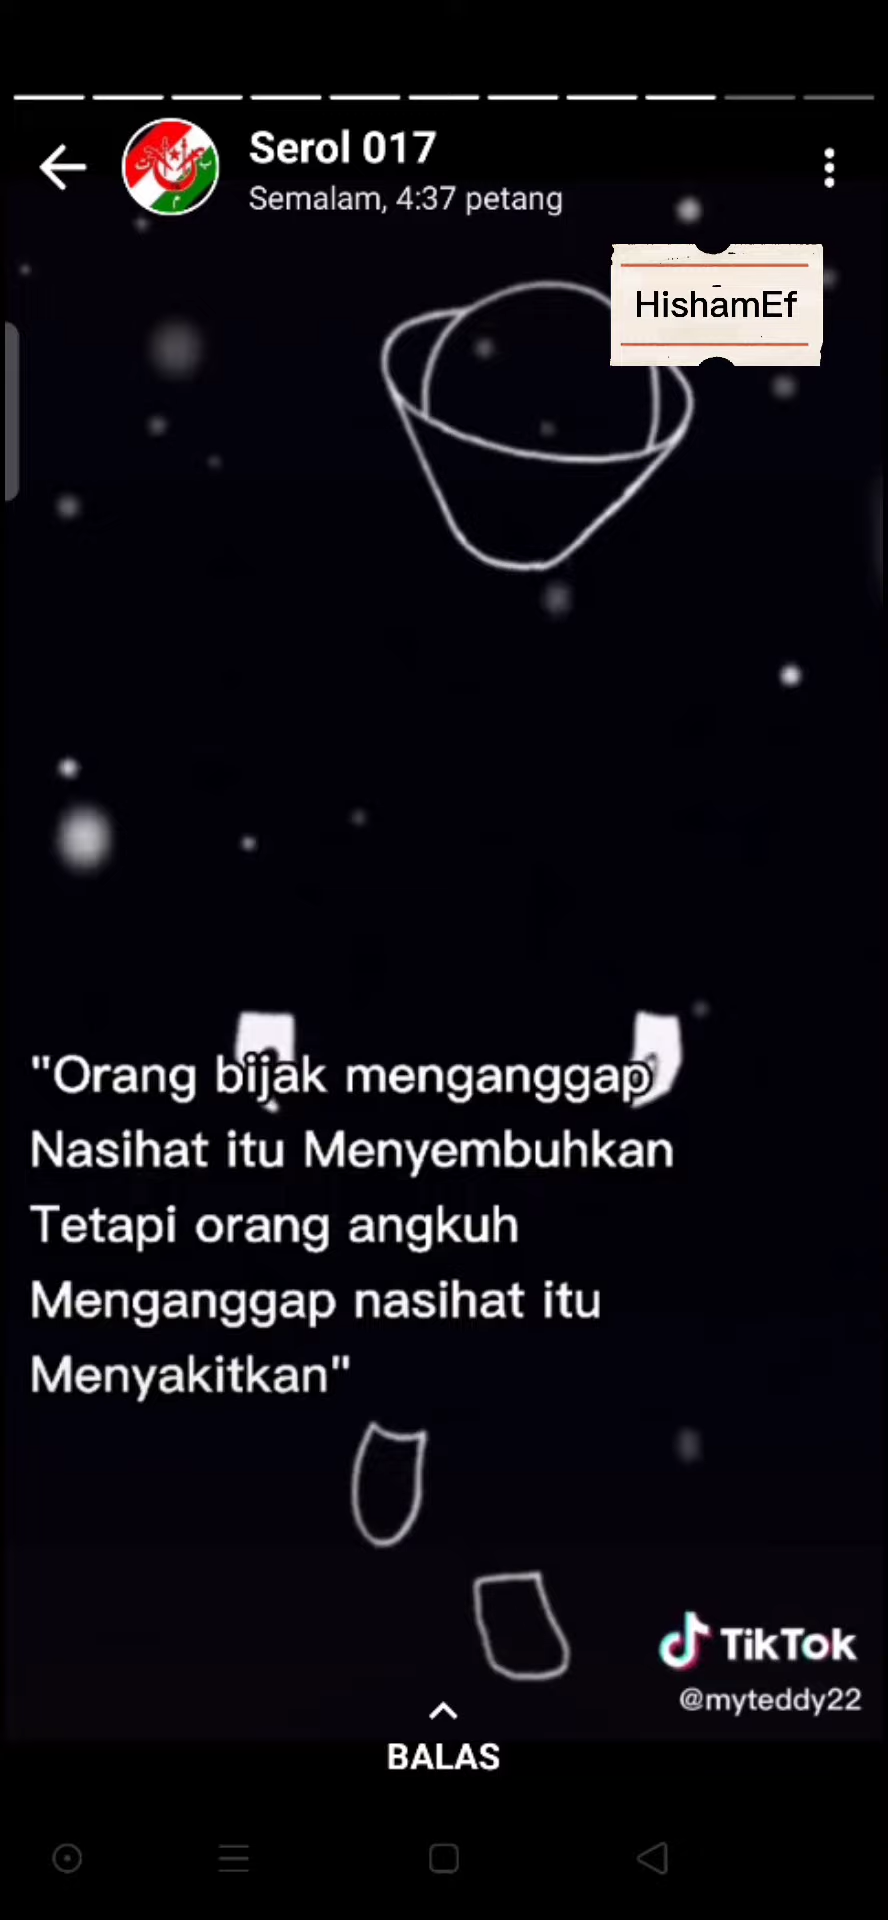 Serol 017
Semalam, 4:37 petang
HishamEf
"Orang bijak menganggap
Nasihat itu Menyembuhkan
Tetapi orang angkuh
Menganggap nasihat itu
Menyakitkan"
TikTok
@myteddy22
BALAS